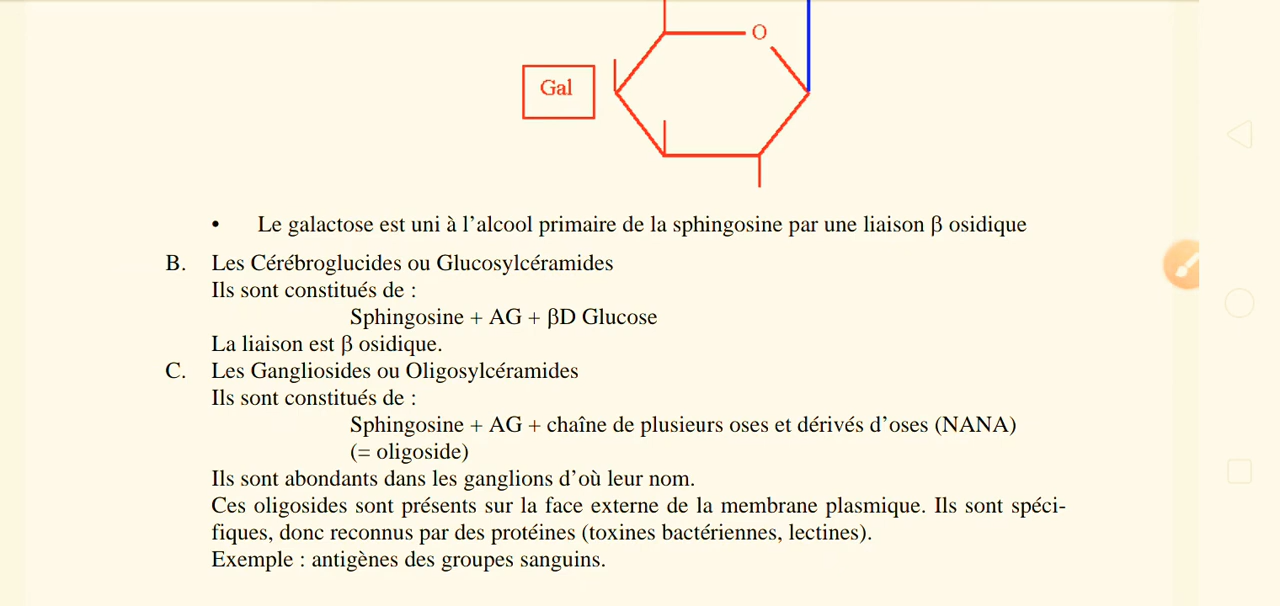 O
Gal
• Le galactose est uni à l’alcool primaire de la sphingosine par une liaison β osidique
B. Les Cérébroglucides ou Glucosylcéramides
Ils sont constitués de :
Sphingosine + AG + βD Glucose
La liaison est β osidique.
C. Les Gangliosides ou Oligosylcéramides
Ils sont constitués de :
Sphingosine + AG + chaîne de plusieurs oses et dérivés d’oses (NANA)
(= oligoside)
Ils sont abondants dans les ganglions d’où leur nom.
Ces oligosides sont présents sur la face externe de la membrane plasmique. Ils sont spéci-
fiques, donc reconnus par des protéines (toxines bactériennes, lectines).
Exemple : antigènes des groupes sanguins.